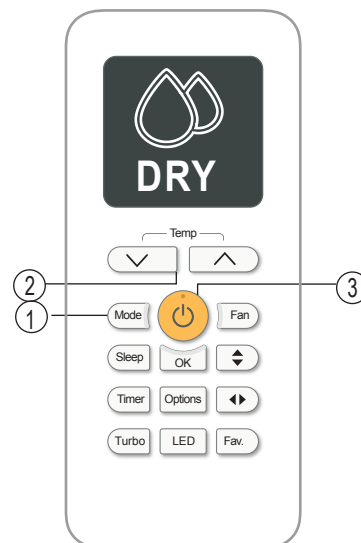 DRY
Temp
2
3
1
Mode
Fan
Sleep
OK
Timer
Options
Turbo
LED
Fav.